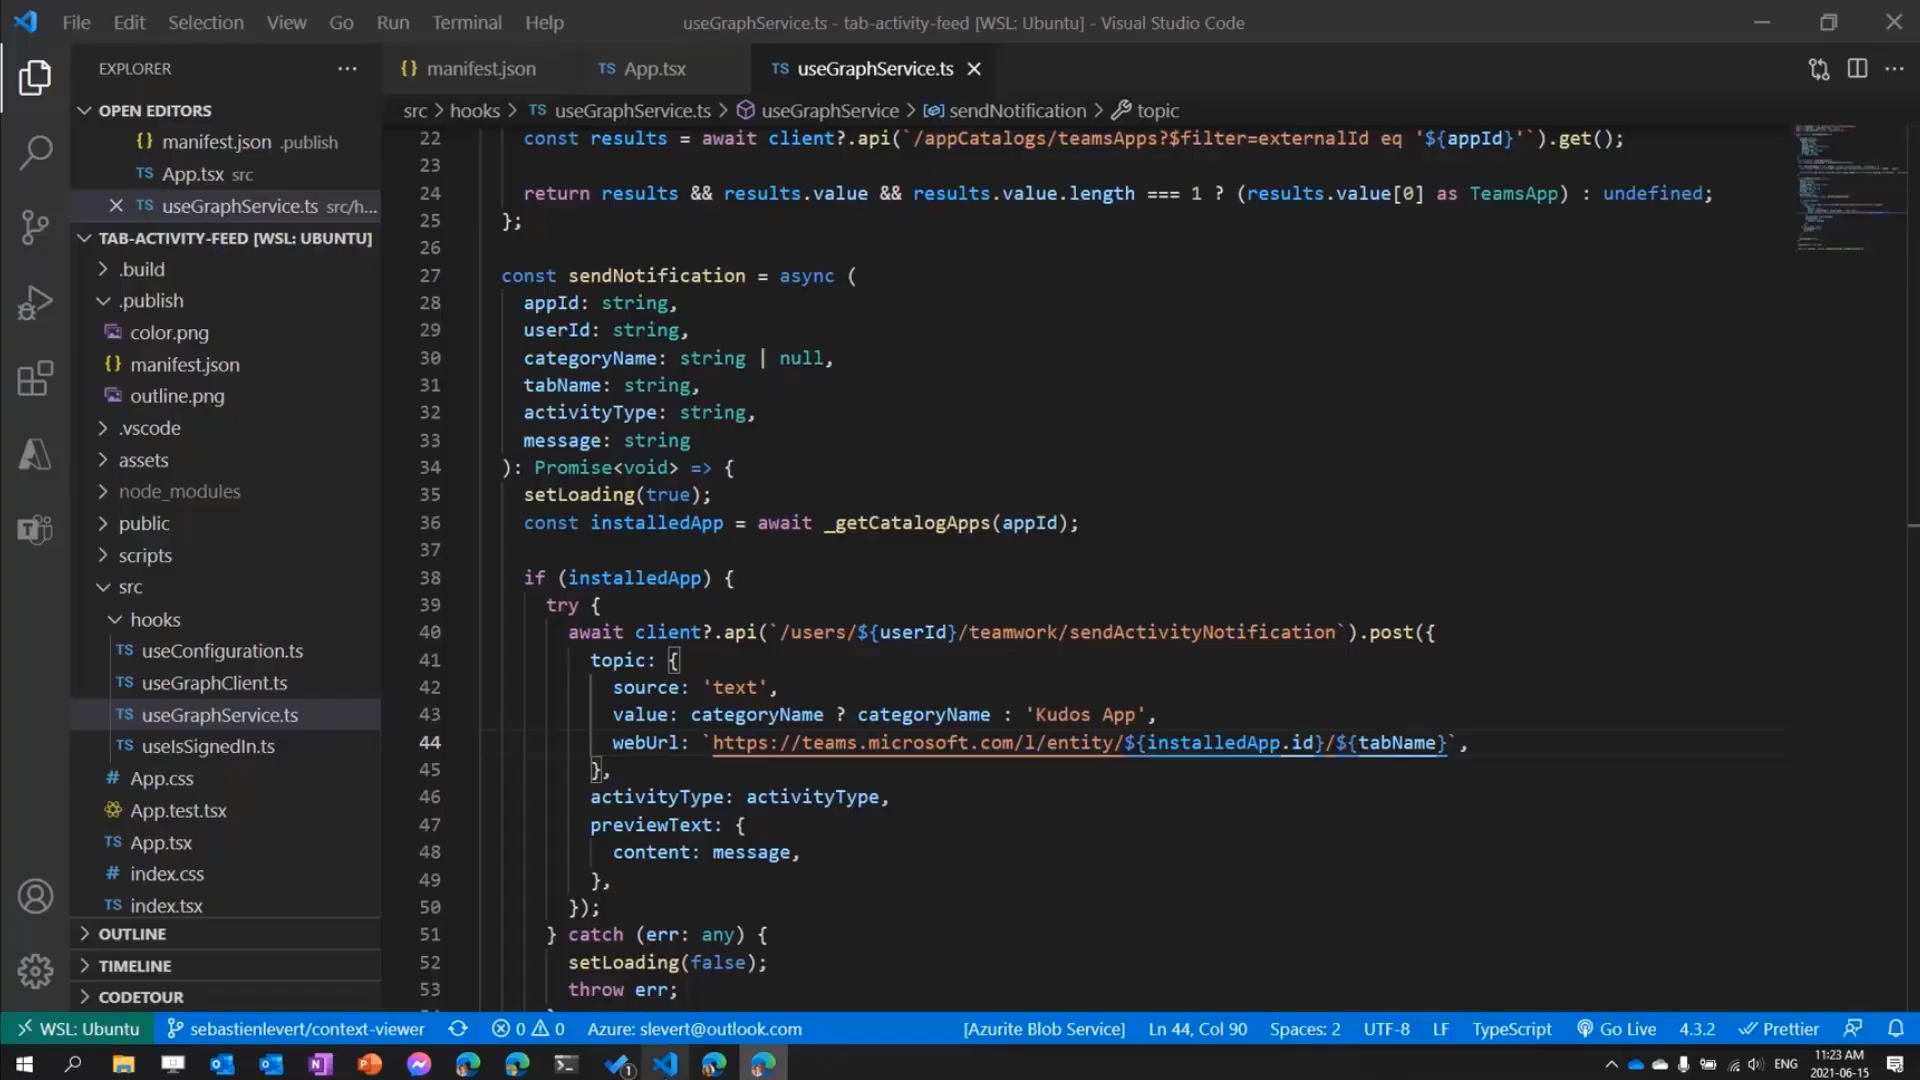 File Edit Selection View Go Run Terminal Help useGraphService.ts - tab-activity-feed [WSL: Ubuntu] - Visual Studio Code
EXPLORER ··· {} manifest.json TS App.tsx TS useGraphService.ts
OPEN EDITORS
{} manifest.json .publish
TS App.tsx src
TS useGraphService.ts src/h...
TAB-ACTIVITY-FEED [WSL: UBUNTU]
.build
.publish
color.png
{} manifest.json
outline.png
.vscode
assets
node_modules
public
scripts
src
hooks
TS useConfiguration.ts
TS useGraphClient.ts
TS useGraphService.ts
TS useIsSignedIn.ts
# App.css
App.test.tsx
TS App.tsx
# index.css
TS index.tsx
OUTLINE
TIMELINE
CODETOUR
src > hooks > TS useGraphService.ts > useGraphService > sendNotification > topic
22 const results = await client?.api(`/appCatalogs/teamsApps?$filter=externalId eq '${appId}'`).get();
23
24 return results && results.value && results.value.length === 1 ? (results.value[0] as TeamsApp) : undefined;
25 };
26
27 const sendNotification = async (
28 appId: string,
29 userId: string,
30 categoryName: string | null,
31 tabName: string,
32 activityType: string,
33 message: string
34 ): Promise<void> => {
35 setLoading(true);
36 const installedApp = await _getCatalogApps(appId);
37
38 if (installedApp) {
39 try {
40 await client?.api(`/users/${userId}/teamwork/sendActivityNotification`).post({
41 topic: {
42 source: 'text',
43 value: categoryName ? categoryName : 'Kudos App',
44 webUrl: `https://teams.microsoft.com/l/entity/${installedApp.id}/${tabName}`,
45 },
46 activityType: activityType,
47 previewText: {
48 content: message,
49 },
50 });
51 } catch (err: any) {
52 setLoading(false);
53 throw err;
WSL: Ubuntu sebastienlevert/context-viewer 0 0 Azure: slevert@outlook.com [Azurite Blob Service] Ln 44, Col 90 Spaces: 2 UTF-8 LF TypeScript Go Live 4.3.2 Prettier
1 ENG 11:23 AM
2021-06-15